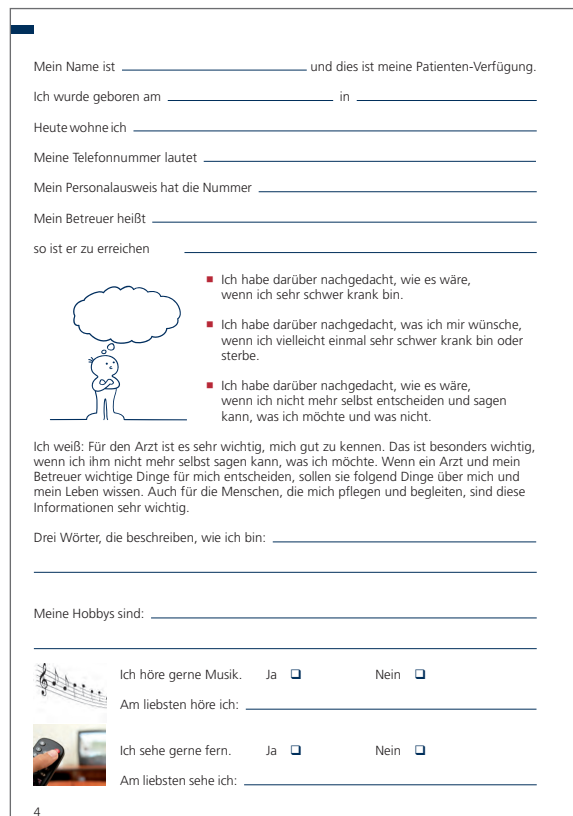 Mein Name ist und dies ist meine Patienten-Verfügung.
Ich wurde geboren am in
Heute wohne ich
Meine Telefonnummer lautet
Mein Personalausweis hat die Nummer
Mein Betreuer heißt
so ist er zu erreichen
Ich habe darüber nachgedacht, wie es wäre,
wenn ich sehr schwer krank bin.
Ich habe darüber nachgedacht, was ich mir wünsche,
wenn ich vielleicht einmal sehr schwer krank bin oder
sterbe.
Ich habe darüber nachgedacht, wie es wäre,
wenn ich nicht mehr selbst entscheiden und sagen
kann, was ich möchte und was nicht.
Ich weiß: Für den Arzt ist es sehr wichtig, mich gut zu kennen. Das ist besonders wichtig,
wenn ich ihm nicht mehr selbst sagen kann, was ich möchte. Wenn ein Arzt und mein
Betreuer wichtige Dinge für mich entscheiden, sollen sie folgend Dinge über mich und
mein Leben wissen. Auch für die Menschen, die mich pflegen und begleiten, sind diese
Informationen sehr wichtig.
Drei Wörter, die beschreiben, wie ich bin:
Meine Hobbys sind:
Ich höre gerne Musik. Ja ❑ Nein ❑
Am liebsten höre ich:
Ich sehe gerne fern. Ja ❑ Nein ❑
Am liebsten sehe ich:
4